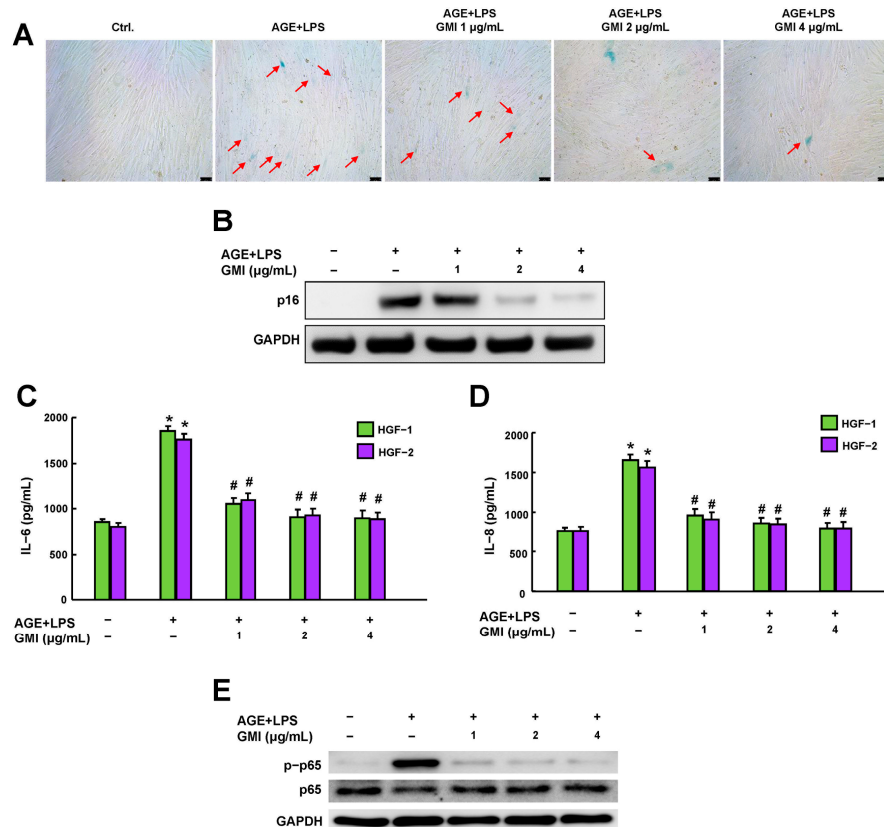 A
Ctrl.
AGE+LPS
AGE+LPS
GMI 1 µg/mL
AGE+LPS
GMI 2 µg/mL
AGE+LPS
GMI 4 µg/mL
B
AGE+LPS − + + + +
GMI (µg/mL) − − 1 2 4
p16
GAPDH
C
IL−6 (pg/mL)
2000
1500
1000
500
0
* *
# #
# #
# #
HGF−1
HGF−2
AGE+LPS − + + + +
GMI (µg/mL) − − 1 2 4
D
IL−8 (pg/mL)
2000
1500
1000
500
0
* *
# #
# #
# #
HGF−1
HGF−2
AGE+LPS − + + + +
GMI (µg/mL) − − 1 2 4
E
AGE+LPS − + + + +
GMI (µg/mL) − − 1 2 4
p−p65
p65
GAPDH